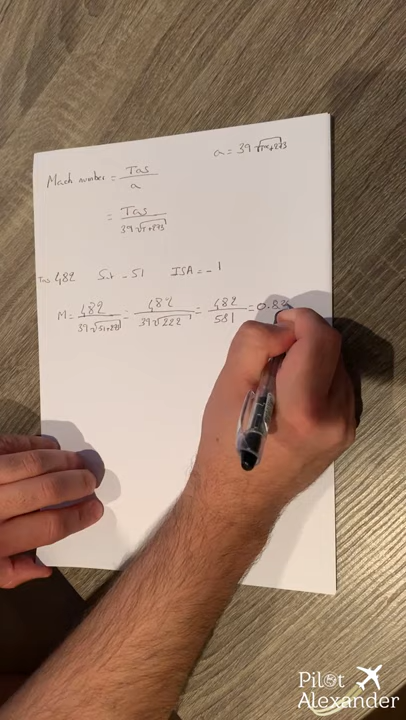 a = 39 √Tx+273
Mach number = Tas / a
= Tas / 39√T+273
Tas 482 Sat -51 ISA = -1
M = 482 / 39√-51+273 = 482 / 39√222 = 482 / 581 = 0.83
Pilot
Alexander